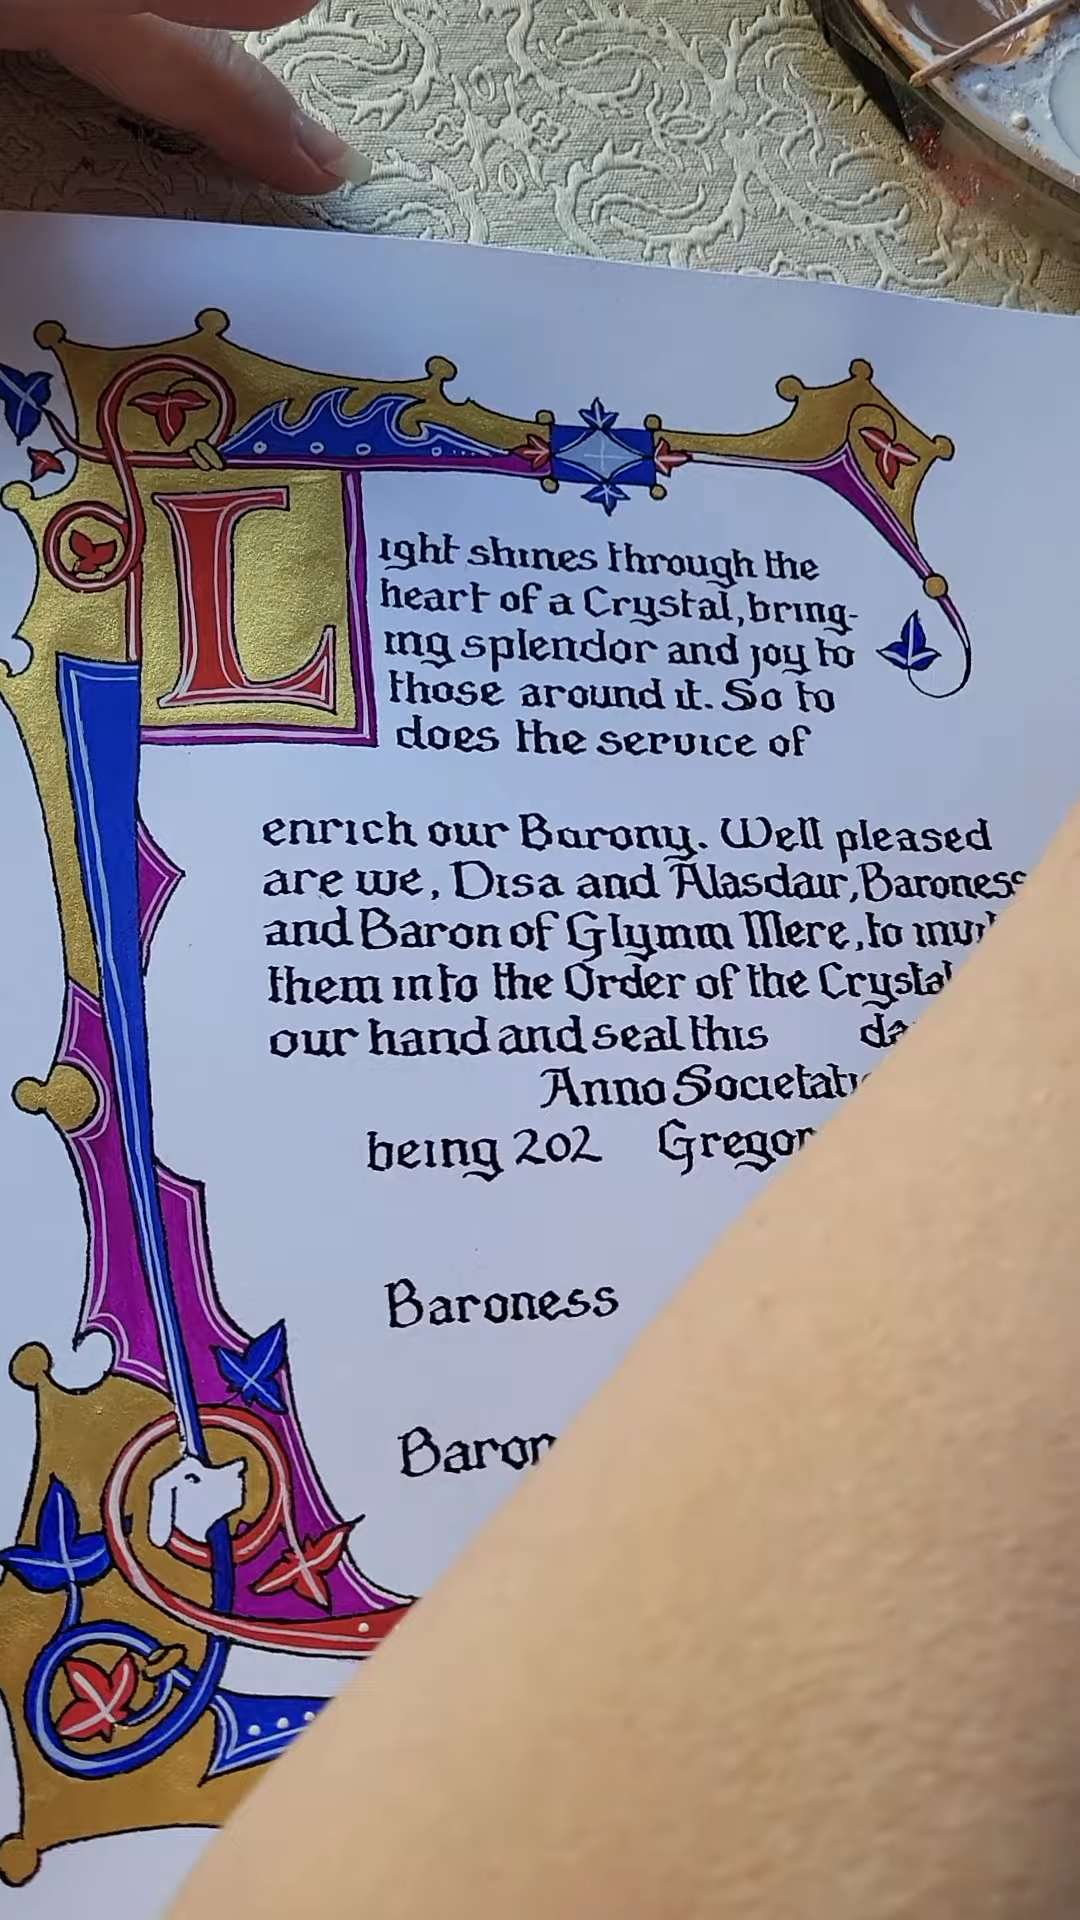 Light shines through the
heart of a Crystal, bring-
ing splendor and joy to
those around it. So to
does the service of
enrich our Barony. Well pleased
are we, Disa and Alasdair, Baroness
and Baron of Glymm Mere, to
them into the Order of the Crystal
our hand and seal this
Anno
being 202
Baroness
Baron